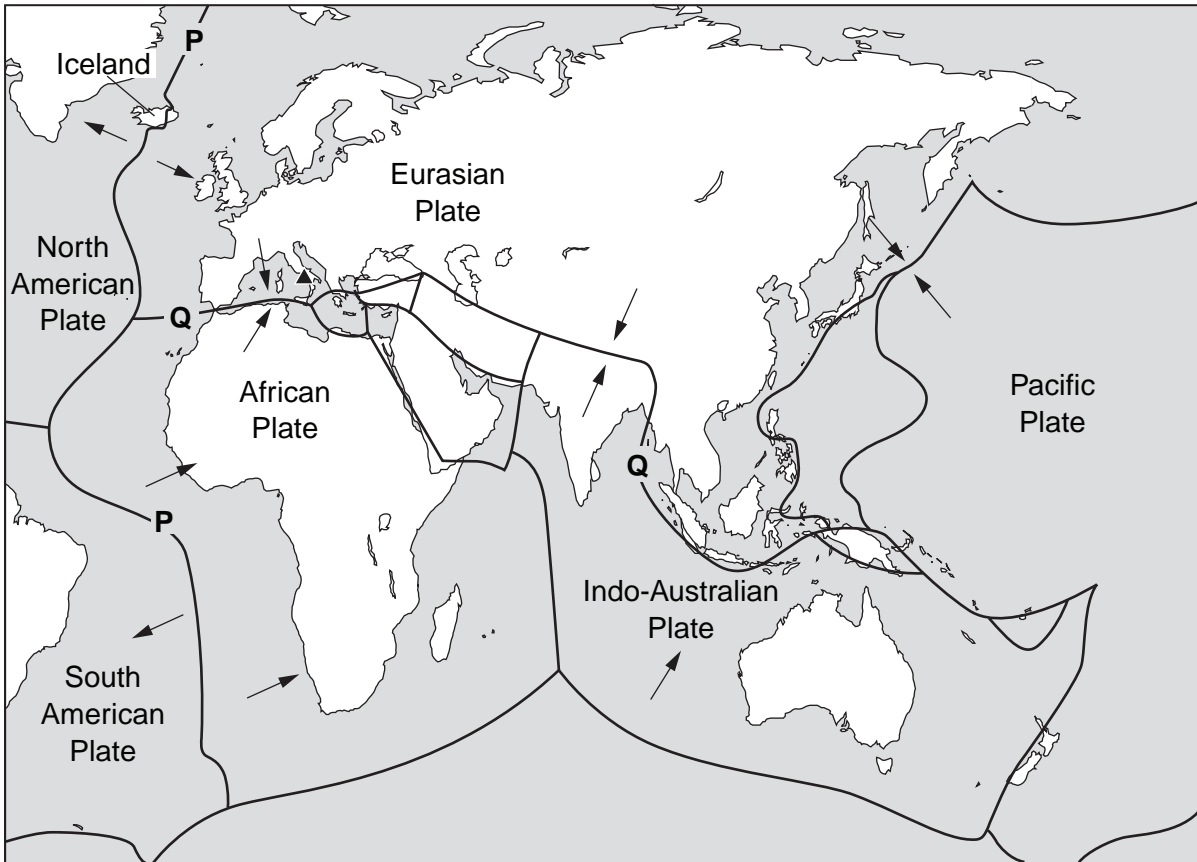 P
Iceland
Eurasian
Plate
North
American
Plate
Q
African
Plate
Pacific
Plate
Q
P
Indo-Australian
Plate
South
American
Plate